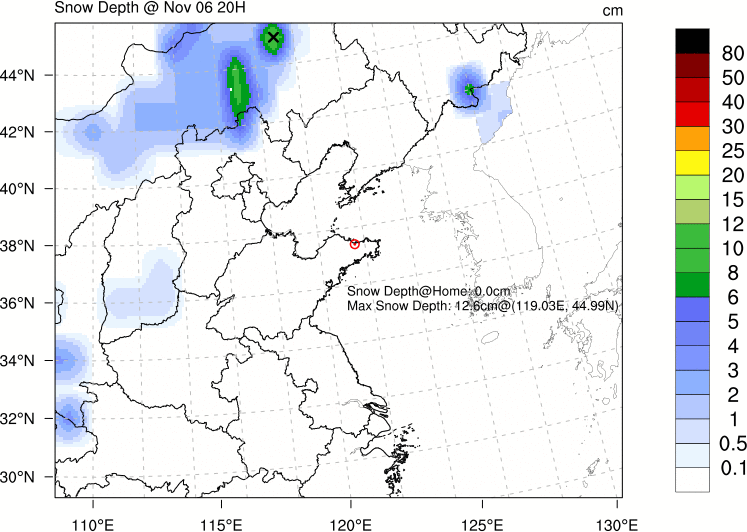 Snow Depth @ Nov 06 20H
cm
44°N
42°N
40°N
38°N
36°N
34°N
32°N
30°N
Snow Depth@Home: 0.0cm
Max Snow Depth: 12.6cm@(119.03E, 44.99N)
110°E 115°E 120°E 125°E 130°E
80
50
40
30
25
20
15
12
10
8
6
5
4
3
2
1
0.5
0.1